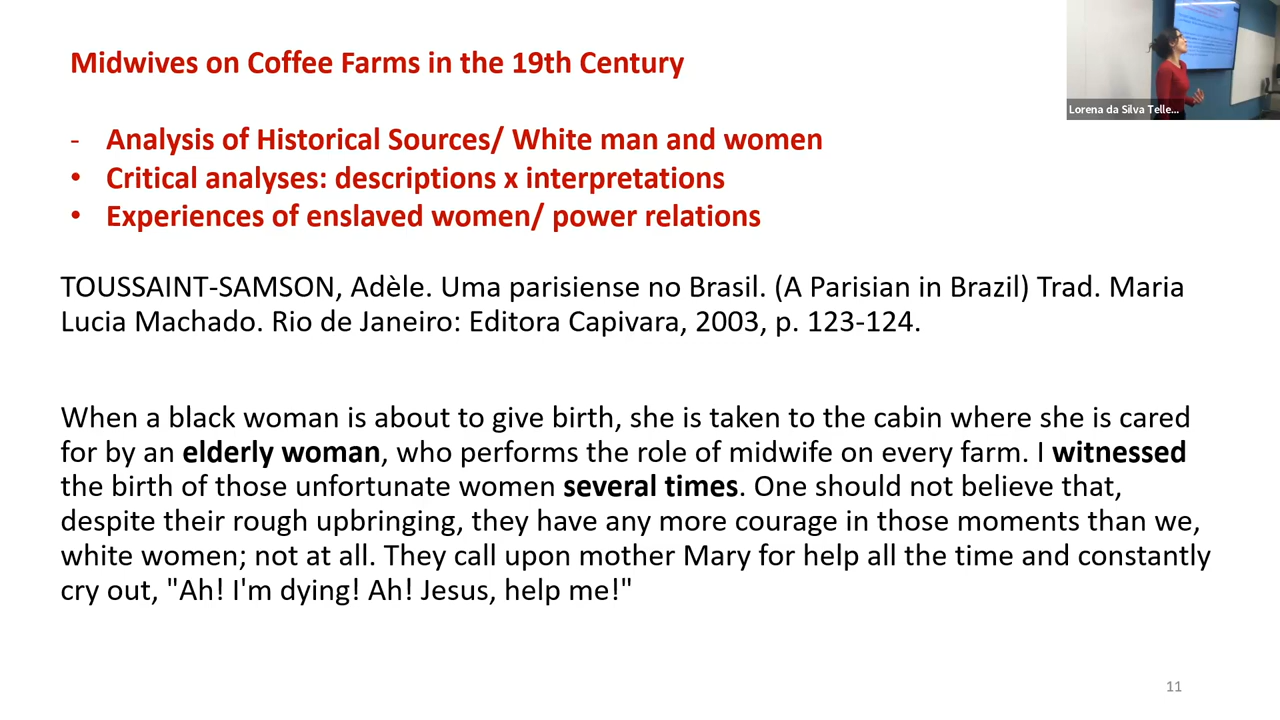 Midwives on Coffee Farms in the 19th Century
- Analysis of Historical Sources/ White man and women
• Critical analyses: descriptions x interpretations
• Experiences of enslaved women/ power relations
TOUSSAINT-SAMSON, Adèle. Uma parisiense no Brasil. (A Parisian in Brazil) Trad. Maria
Lucia Machado. Rio de Janeiro: Editora Capivara, 2003, p. 123-124.
When a black woman is about to give birth, she is taken to the cabin where she is cared
for by an elderly woman, who performs the role of midwife on every farm. I witnessed
the birth of those unfortunate women several times. One should not believe that,
despite their rough upbringing, they have any more courage in those moments than we,
white women; not at all. They call upon mother Mary for help all the time and constantly
cry out, "Ah! I'm dying! Ah! Jesus, help me!"
Lorena da Silva Telle...
11